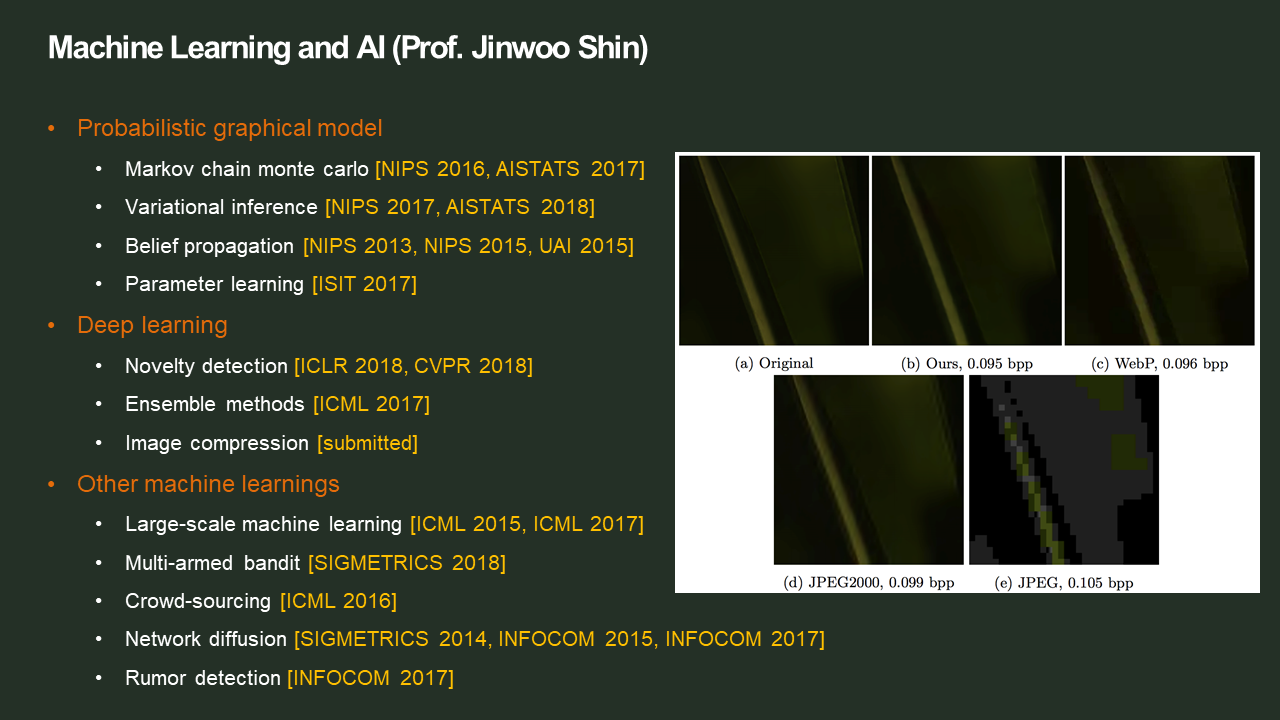 Machine Learning and AI (Prof. Jinwoo Shin)
• Probabilistic graphical model
• Markov chain monte carlo [NIPS 2016, AISTATS 2017]
• Variational inference [NIPS 2017, AISTATS 2018]
• Belief propagation [NIPS 2013, NIPS 2015, UAI 2015]
• Parameter learning [ISIT 2017]
• Deep learning
• Novelty detection [ICLR 2018, CVPR 2018]
• Ensemble methods [ICML 2017]
• Image compression [submitted]
• Other machine learnings
• Large-scale machine learning [ICML 2015, ICML 2017]
• Multi-armed bandit [SIGMETRICS 2018]
• Crowd-sourcing [ICML 2016]
• Network diffusion [SIGMETRICS 2014, INFOCOM 2015, INFOCOM 2017]
• Rumor detection [INFOCOM 2017]
(a) Original
(b) Ours, 0.095 bpp
(c) WebP, 0.096 bpp
(d) JPEG2000, 0.099 bpp
(e) JPEG, 0.105 bpp